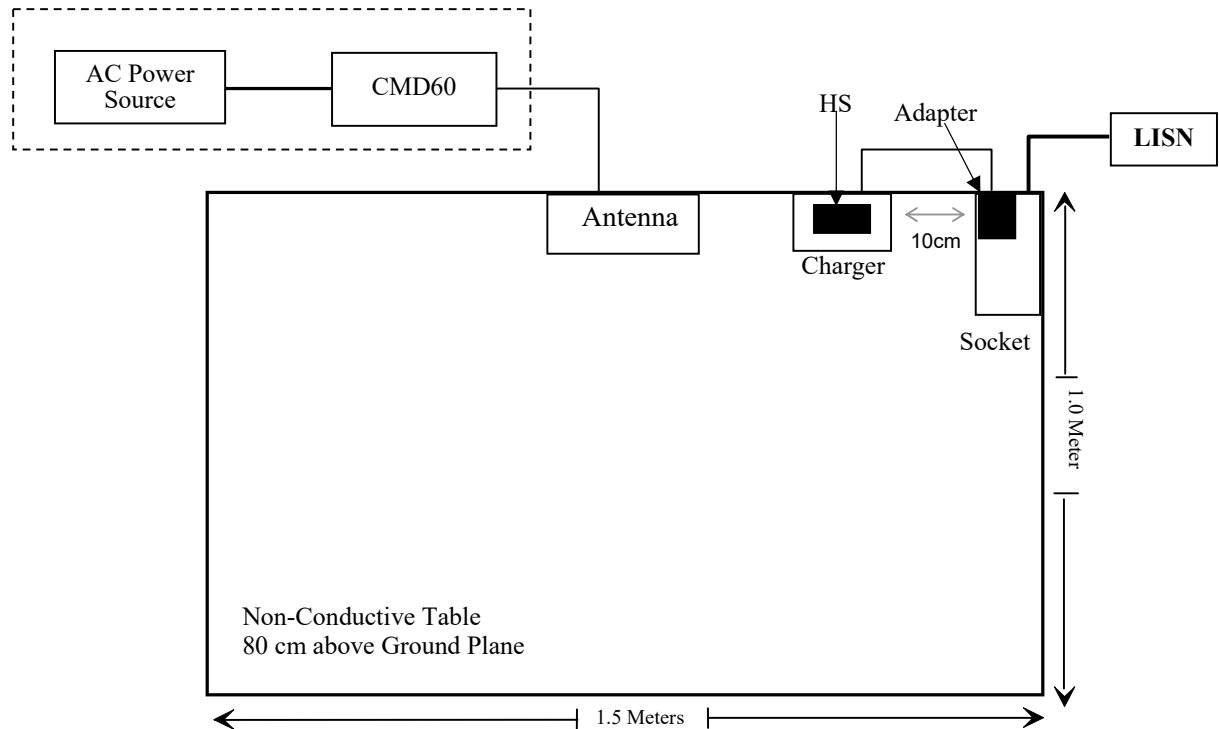 AC Power
Source
CMD60
HS
Adapter
LISN
Antenna
10cm
Charger
Socket
1.0 Meter
Non-Conductive Table
80 cm above Ground Plane
1.5 Meters